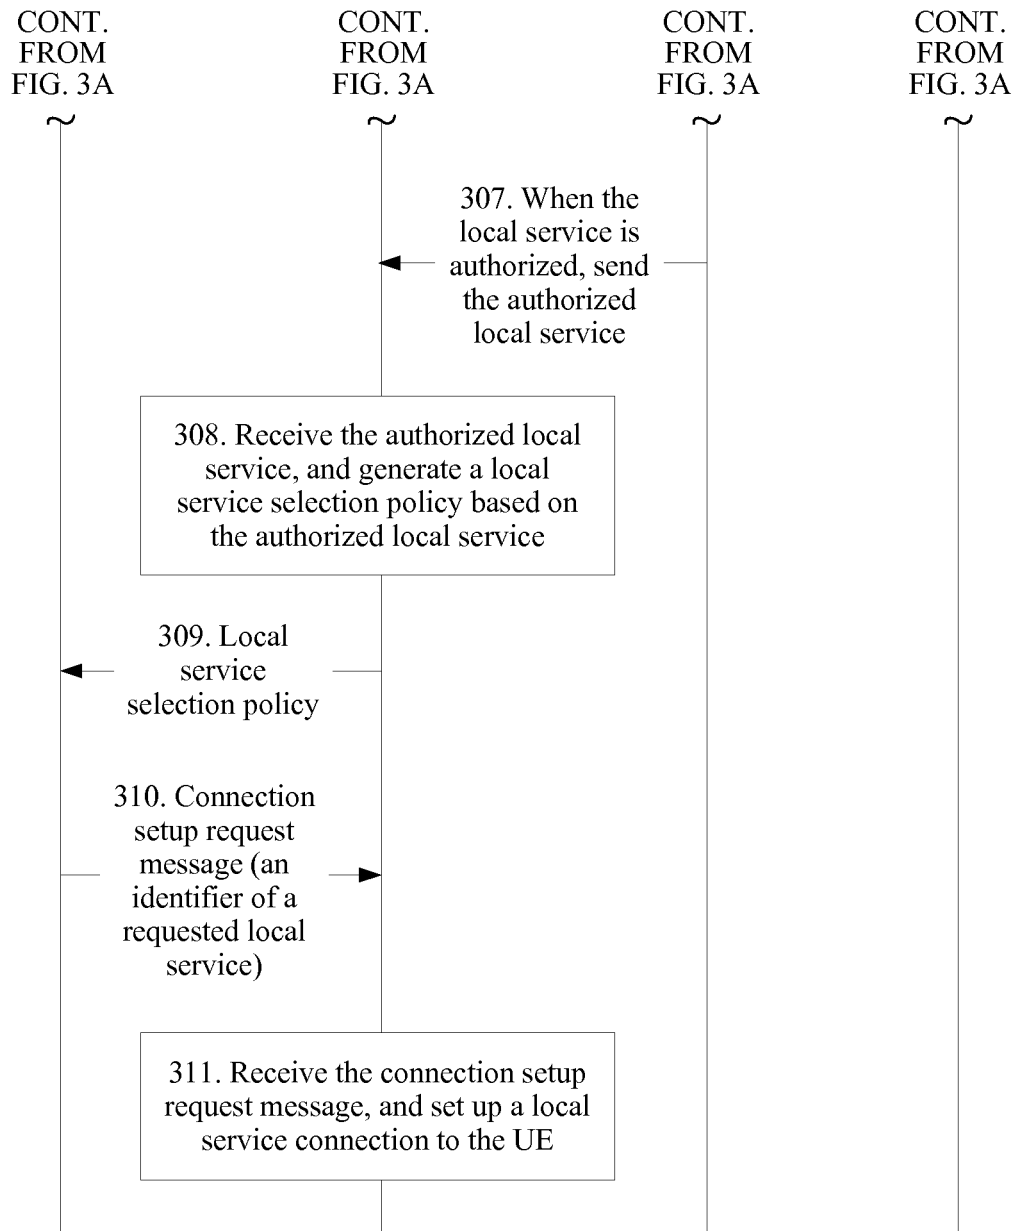 CONT.
FROM
FIG. 3A
CONT.
FROM
FIG. 3A
CONT.
FROM
FIG. 3A
CONT.
FROM
FIG. 3A
307. When the
local service is
authorized, send
the authorized
local service
308. Receive the authorized local
service, and generate a local
service selection policy based on
the authorized local service
309. Local
service
selection policy
310. Connection
setup request
message (an
identifier of a
requested local
service)
311. Receive the connection setup
request message, and set up a local
service connection to the UE